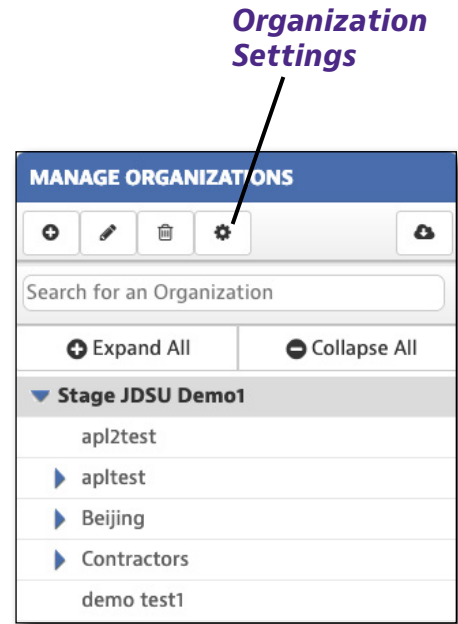 Organization
Settings
MANAGE ORGANIZATIONS
Search for an Organization
Expand All Collapse All
Stage JDSU Demo1
apl2test
apltest
Beijing
Contractors
demo test1